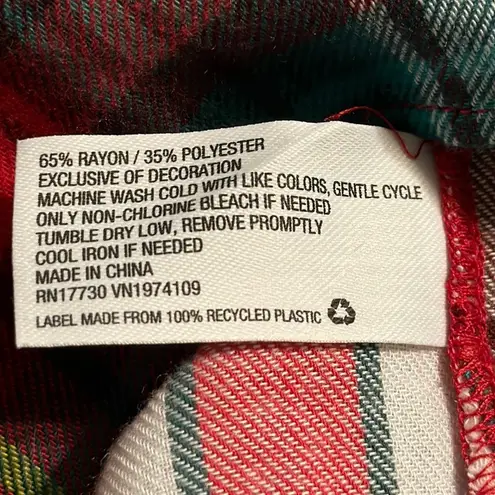 65% RAYON / 35% POLYESTER
EXCLUSIVE OF DECORATION
MACHINE WASH COLD WITH LIKE COLORS, GENTLE CYCLE
ONLY NON-CHLORINE BLEACH IF NEEDED
TUMBLE DRY LOW, REMOVE PROMPTLY
COOL IRON IF NEEDED
MADE IN CHINA
RN17730 VN1974109
LABEL MADE FROM 100% RECYCLED PLASTIC